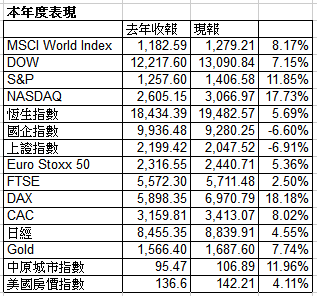 本年度表現
去年收報 現報
MSCI World Index 1,182.59 1,279.21 8.17%
DOW 12,217.60 13,090.84 7.15%
S&P 1,257.60 1,406.58 11.85%
NASDAQ 2,605.15 3,066.97 17.73%
恆生指數 18,434.39 19,482.57 5.69%
國企指數 9,936.48 9,280.25 -6.60%
上證指數 2,199.42 2,047.52 -6.91%
Euro Stoxx 50 2,316.55 2,440.71 5.36%
FTSE 5,572.30 5,711.48 2.50%
DAX 5,898.35 6,970.79 18.18%
CAC 3,159.81 3,413.07 8.02%
日經 8,455.35 8,839.91 4.55%
Gold 1,566.40 1,687.60 7.74%
中原城市指數 95.47 106.89 11.96%
美國房價指數 136.6 142.21 4.11%